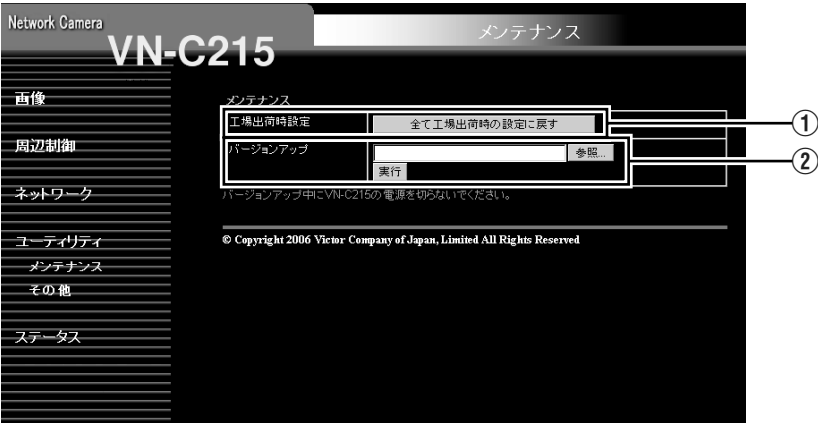 Network Camera
VN-C215
メンテナンス
画像
周辺制御
ネットワーク
ユーティリティ
メンテナンス
その他
ステータス
メンテナンス
工場出荷時設定
全て工場出荷時の設定に戻す
①
バージョンアップ
参照...
②
実行
バージョンアップ中にVN-C215の電源を切らないでください。
© Copyright 2006 Victor Company of Japan, Limited All Rights Reserved